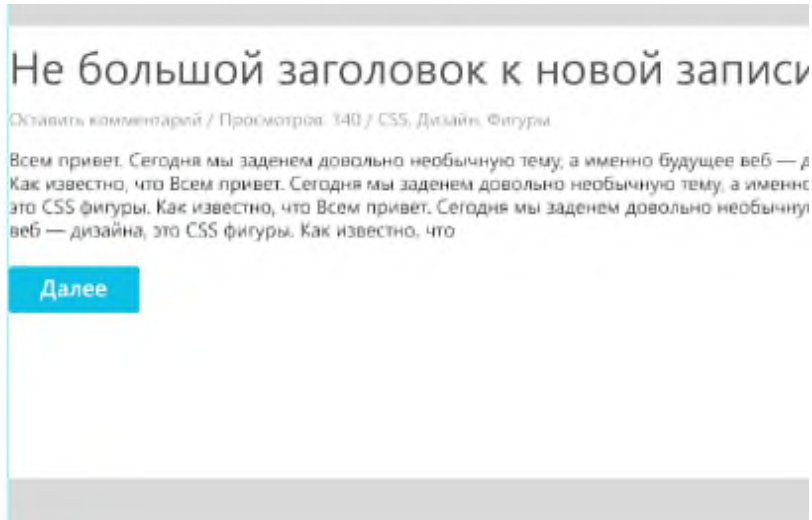 Не большой заголовок к новой записи
Оставить комментарий / Просмотров: 140 / CSS, Дизайн, Фигуры
Всем привет. Сегодня мы заденем довольно необычную тему, а именно будущее веб —
Как известно, что Всем привет. Сегодня мы заденем довольно необычную тему, а именно
это CSS фигуры. Как известно, что Всем привет. Сегодня мы заденем довольно необычную
веб — дизайна, это CSS фигуры. Как известно, что
Далее